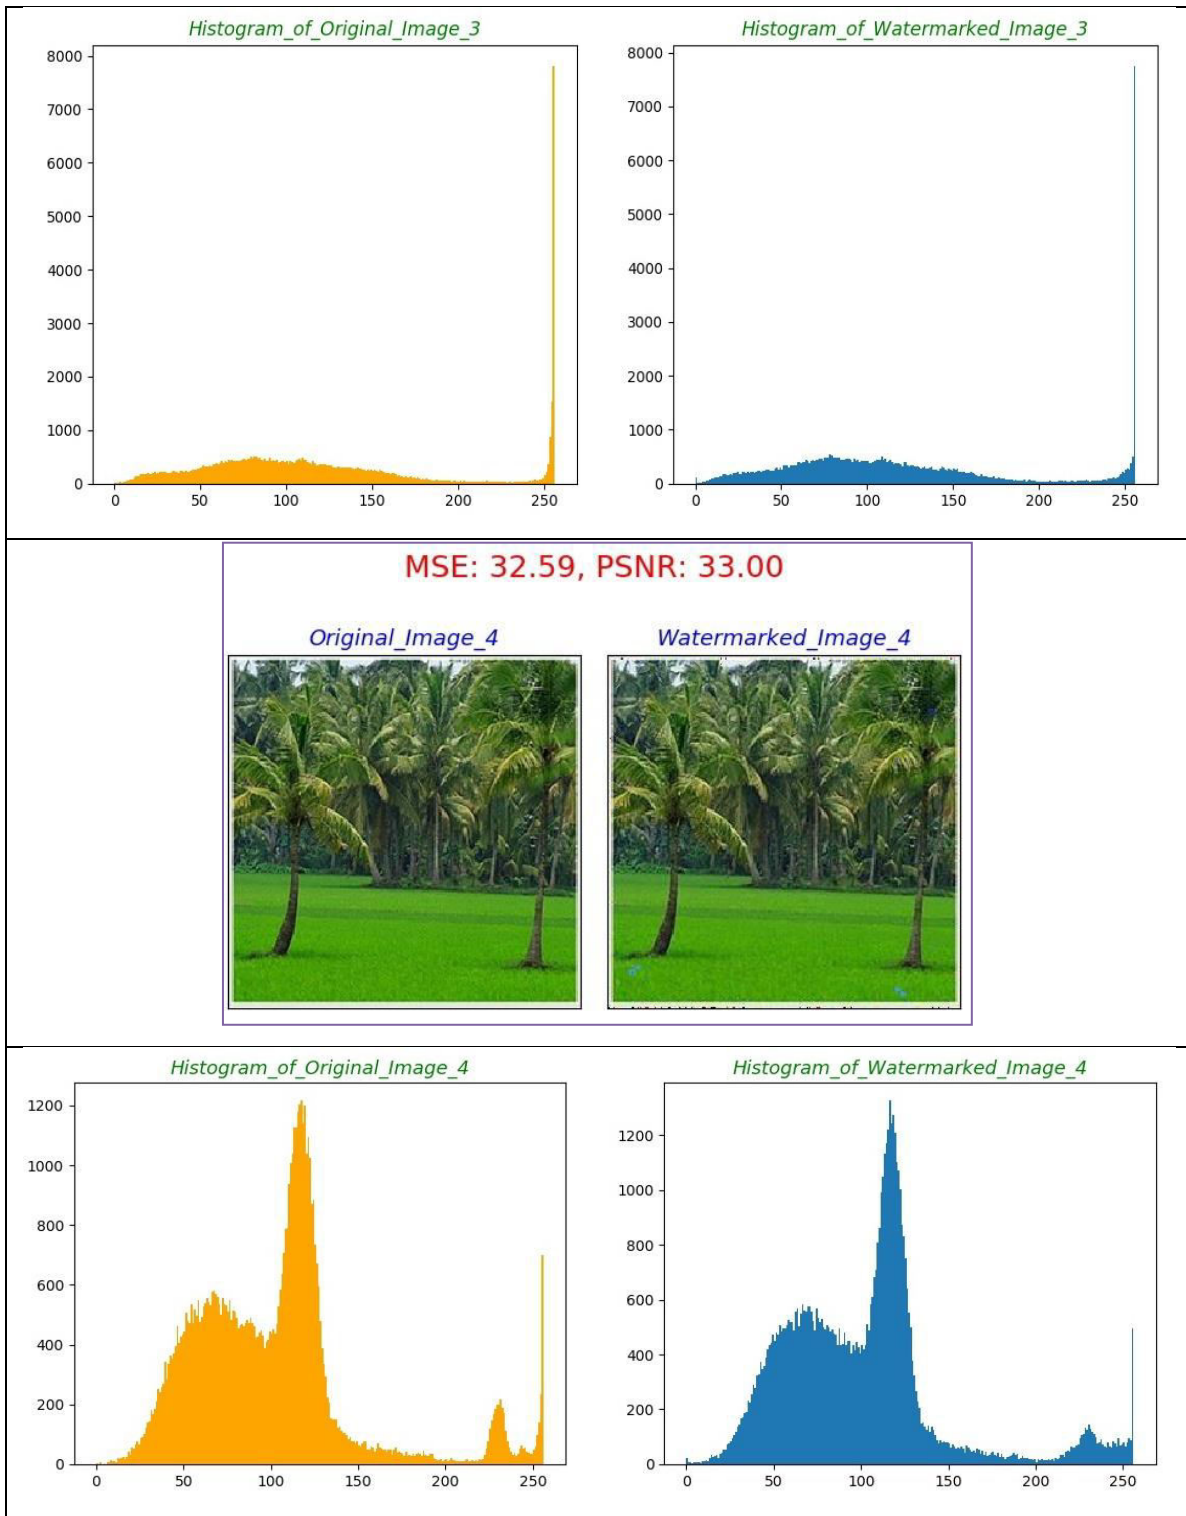 Histogram_of_Original_Image_3
8000
7000
6000
5000
4000
3000
2000
1000
0
0 50 100 150 200 250
Histogram_of_Watermarked_Image_3
8000
7000
6000
5000
4000
3000
2000
1000
0
0 50 100 150 200 250
MSE: 32.59, PSNR: 33.00
Original_Image_4
Watermarked_Image_4
Histogram_of_Original_Image_4
1200
1000
800
600
400
200
0
0 50 100 150 200 250
Histogram_of_Watermarked_Image_4
1200
1000
800
600
400
200
0
0 50 100 150 200 250